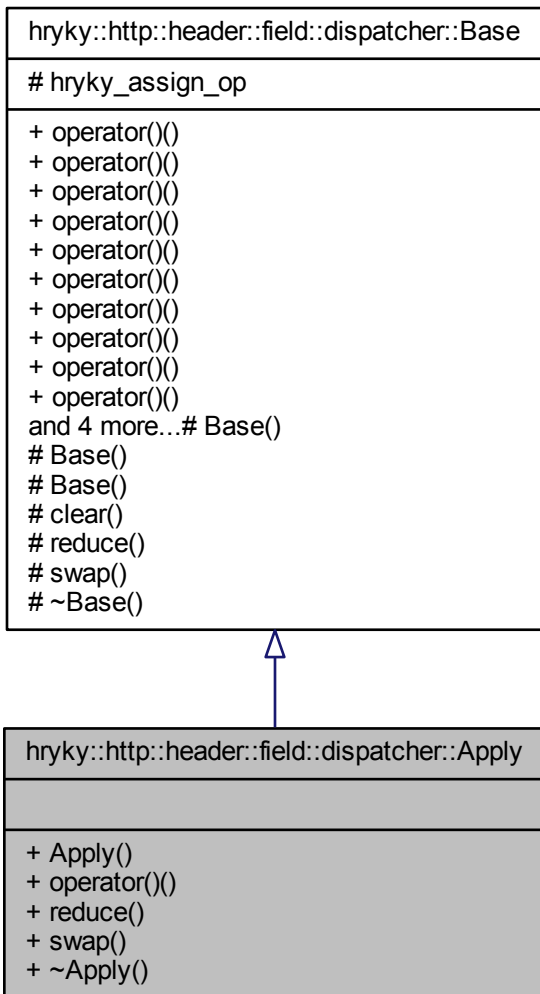 hryky::http::header::field::dispatcher::Base
# hryky_assign_op
+ operator()()
+ operator()()
+ operator()()
+ operator()()
+ operator()()
+ operator()()
+ operator()()
+ operator()()
+ operator()()
+ operator()()
and 4 more...# Base()
# Base()
# Base()
# clear()
# reduce()
# swap()
# ~Base()
hryky::http::header::field::dispatcher::Apply
+ Apply()
+ operator()()
+ reduce()
+ swap()
+ ~Apply()